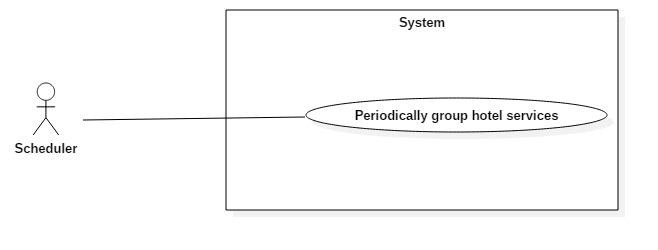 System
Periodically group hotel services
Scheduler